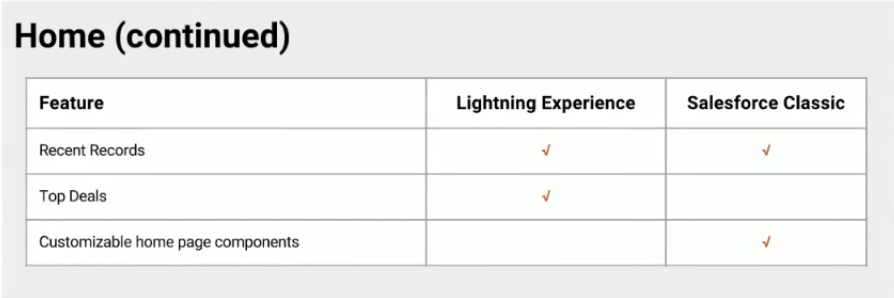 Home (continued)
Feature Lightning Experience Salesforce Classic
Recent Records √ √
Top Deals √
Customizable home page components √